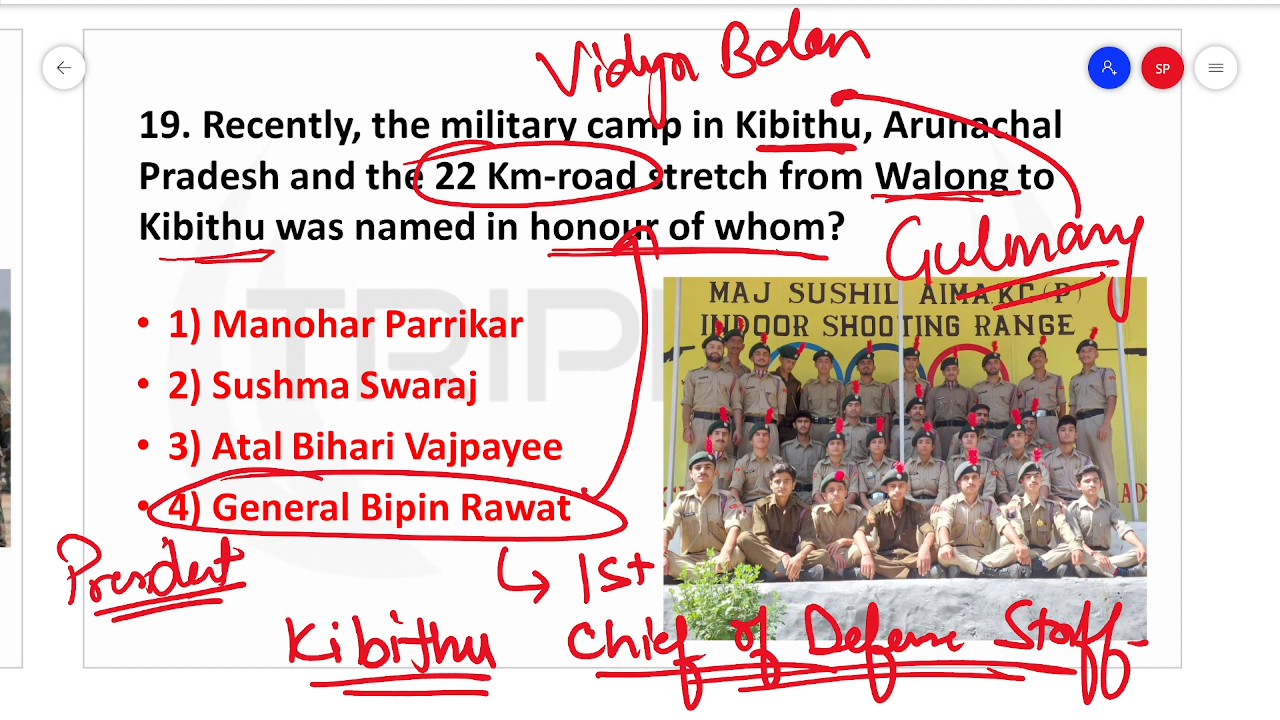 Vidya Balan
SP
19. Recently, the military camp in Kibithu, Arunachal
Pradesh and the 22 Km-road stretch from Walong to
Kibithu was named in honour of whom?
Gulmarg
MAJ SUSHIL AIMA KC (P)
INDOOR SHOOTING RANGE
• 1) Manohar Parrikar
• 2) Sushma Swaraj
• 3) Atal Bihari Vajpayee
• 4) General Bipin Rawat
President
1st
Kibithu Chief of Defense Staff